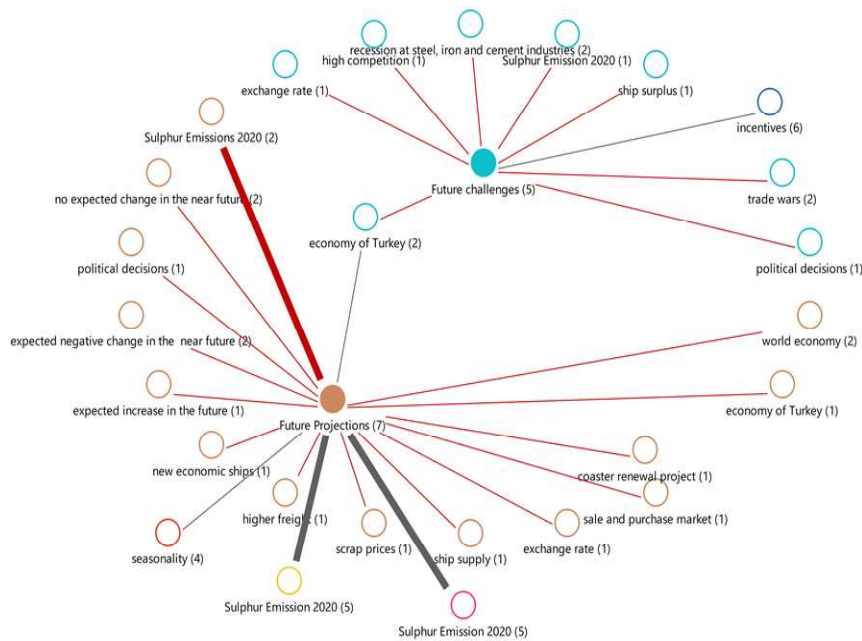 recession at steel, iron and cement industries (2)
high competition (1)
Sulphur Emission 2020 (1)
exchange rate (1)
ship surplus (1)
incentives (6)
Sulphur Emissions 2020 (2)
Future challenges (5)
trade wars (2)
no expected change in the near future (2)
economy of Turkey (2)
political decisions (1)
political decisions (1)
expected negative change in the near future (2)
world economy (2)
expected increase in the future (1)
economy of Turkey (1)
Future Projections (7)
new economic ships (1)
coaster renewal project (1)
higher freight (1)
sale and purchase market (1)
scrap prices (1)
ship supply (1)
exchange rate (1)
seasonality (4)
Sulphur Emission 2020 (5)
Sulphur Emission 2020 (5)